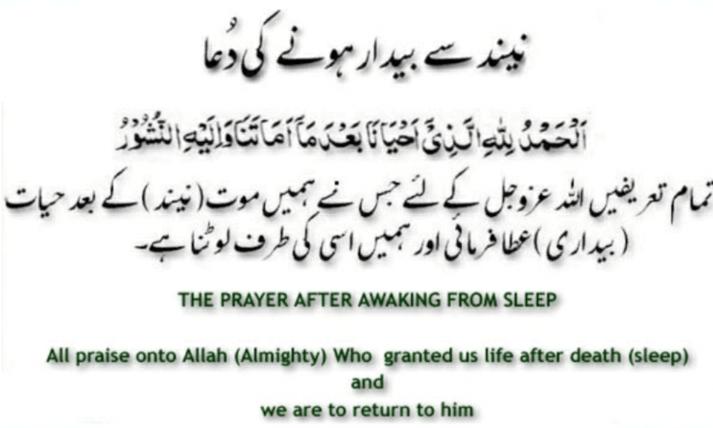 نیند سے بیدار ہونے کی دُعا
اَلْحَمْدُ لِلّٰهِ الَّذِیْۤ اَحْیَانَا بَعْدَ مَاۤ اَمَاتَنَا وَاِلَیْهِ النُّشُوْرُ
تمام تعریفیں اللہ عزوجل کے لئے جس نے ہمیں موت (نیند) کے بعد حیات
(بیداری) عطا فرمائی اور ہمیں اسی کی طرف لوٹنا ہے۔
THE PRAYER AFTER AWAKING FROM SLEEP
All praise onto Allah (Almighty) Who granted us life after death (sleep)
and
we are to return to him